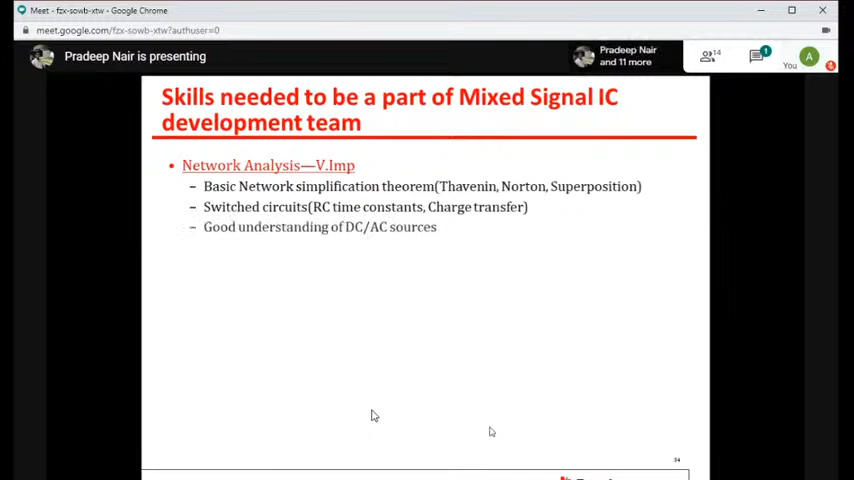 Meet - fzx-sowb-xtw - Google Chrome
meet.google.com/fzx-sowb-xtw?authuser=0
Pradeep Nair is presenting
Pradeep Nair
and 11 more
14
1
You
A
Skills needed to be a part of Mixed Signal IC
development team
• Network Analysis—V.Imp
– Basic Network simplification theorem(Thavenin, Norton, Superposition)
– Switched circuits(RC time constants, Charge transfer)
– Good understanding of DC/AC sources
34